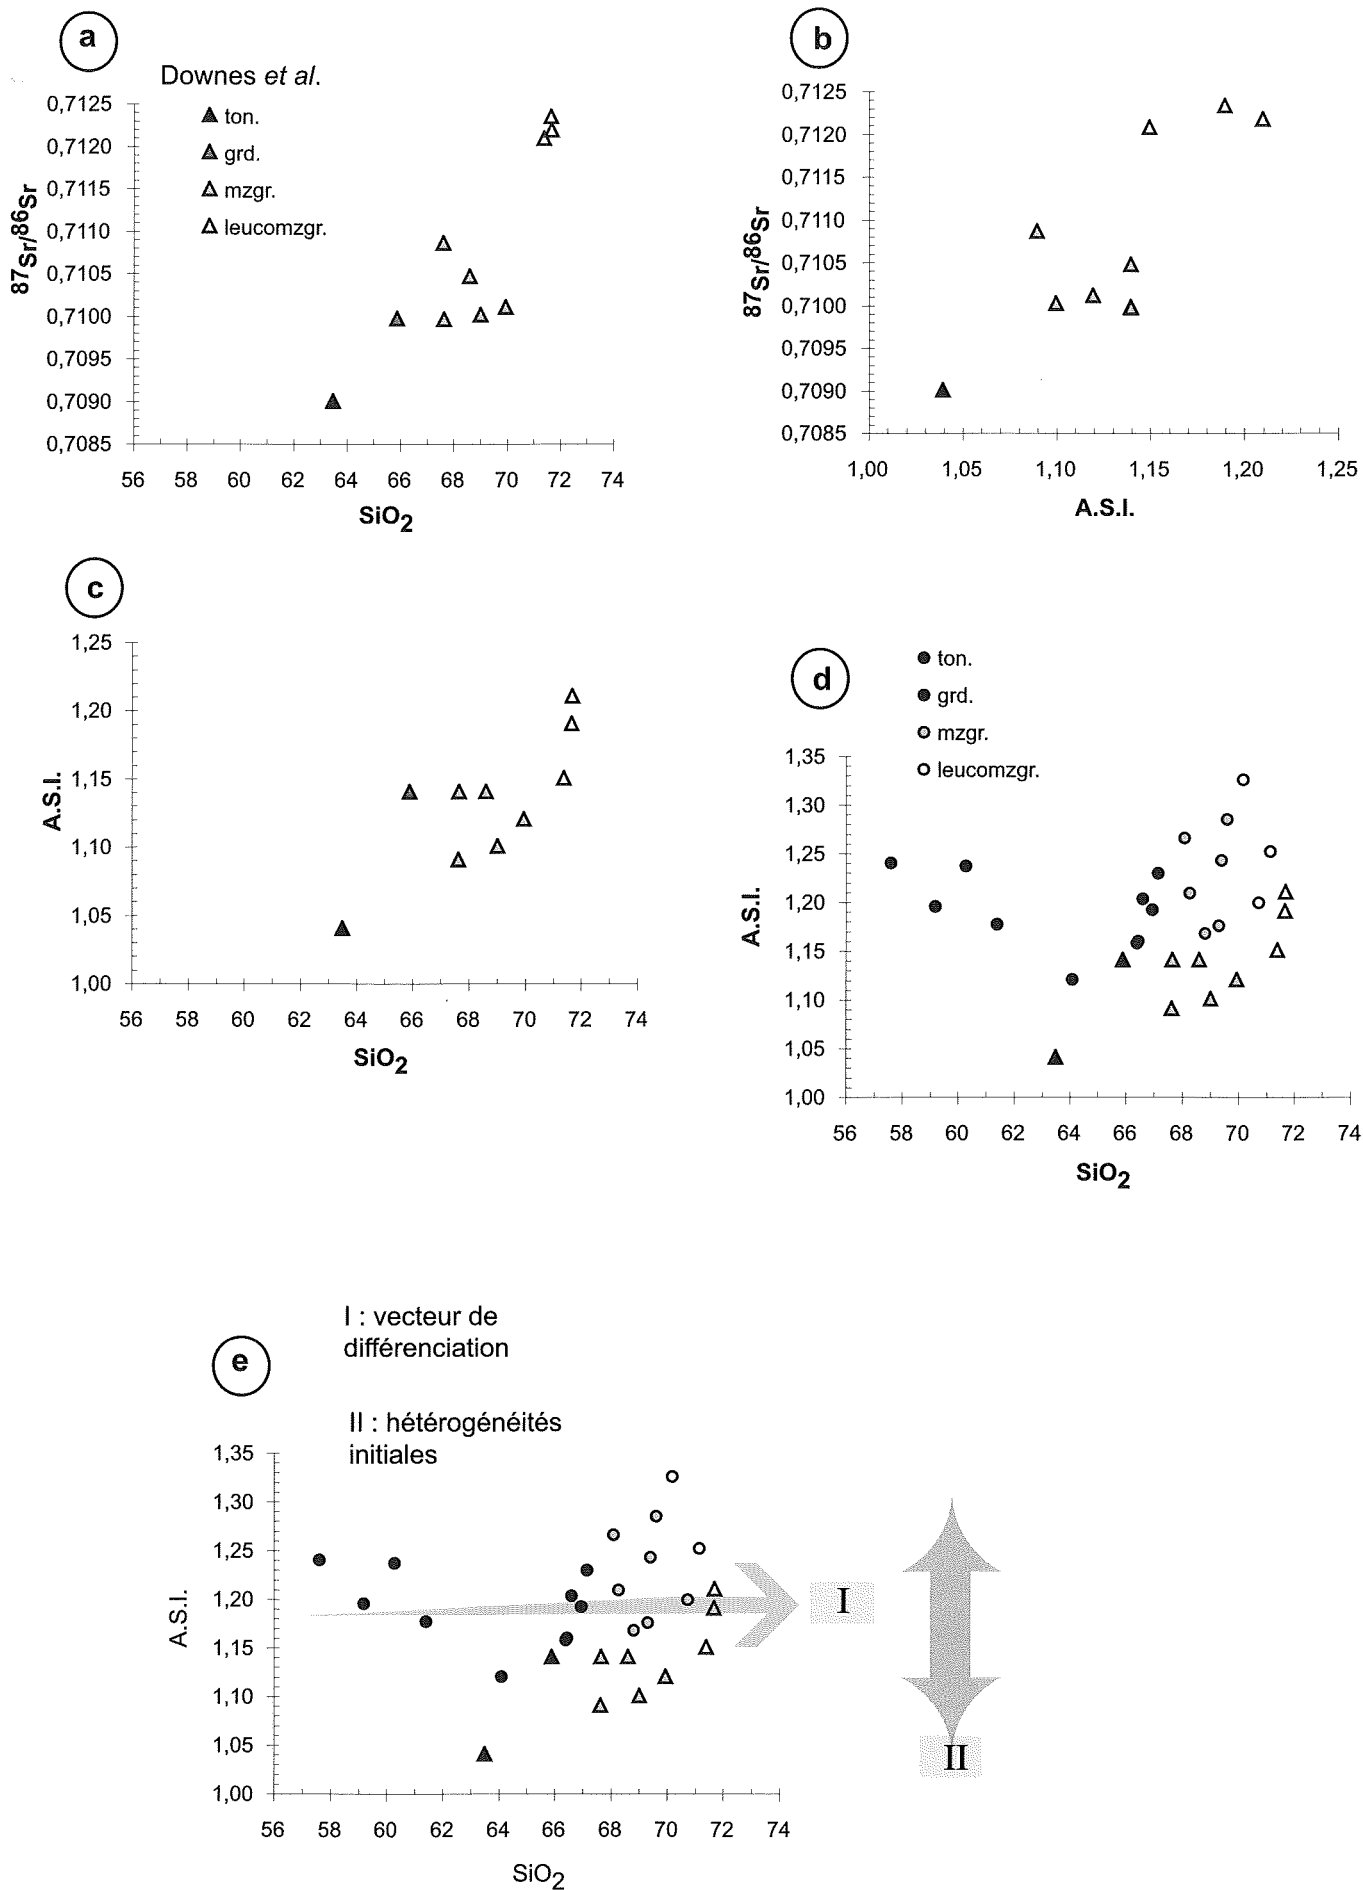 a
Downes et al.
ton.
grd.
mzgr.
leucomzgr.
0,7125
0,7120
0,7115
0,7110
0,7105
0,7100
0,7095
0,7090
0,7085
87Sr/86Sr
56 58 60 62 64 66 68 70 72 74
SiO2
b
0,7125
0,7120
0,7115
0,7110
0,7105
0,7100
0,7095
0,7090
0,7085
87Sr/86Sr
1,00 1,05 1,10 1,15 1,20 1,25
A.S.I.
c
1,25
1,20
1,15
1,10
1,05
1,00
A.S.I.
56 58 60 62 64 66 68 70 72 74
SiO2
d
ton.
grd.
mzgr.
leucomzgr.
1,35
1,30
1,25
1,20
1,15
1,10
1,05
1,00
A.S.I.
56 58 60 62 64 66 68 70 72 74
SiO2
e
I : vecteur de
différenciation
II : hétérogénéités
initiales
1,35
1,30
1,25
1,20
1,15
1,10
1,05
1,00
A.S.I.
56 58 60 62 64 66 68 70 72 74
SiO2
I
II